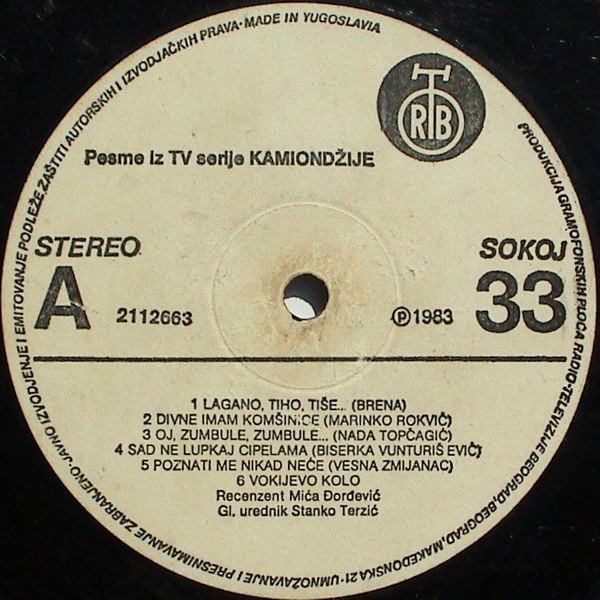 PRODUKCIJA GRAMOFONSKIH PLOČA RADIO-TELEVIZIJE BEOGRAD, BEOGRAD, MAKEDONSKA 21 · UMNOŽAVANJE I PRESNIMAVANJE ZABRANJENO · JAVNO IZVODJENJE I EMITOVANJE PODLEŽE ZAŠTITI AUTORSKIH I IZVODJAČKIH PRAVA · MADE IN YUGOSLAVIA
RTB
Pesme iz TV serije KAMIONDŽIJE
STEREO SOKOJ
A 2112663 ℗1983 33
1 LAGANO, TIHO, TIŠE... (BRENA)
2 DIVNE IMAM KOMŠINICE (MARINKO ROKVIĆ)
3 OJ, ZUMBULE, ZUMBULE... (NADA TOPČAGIĆ)
4 SAD NE LUPKAJ CIPELAMA (BISERKA VUNTURIŠEVIĆ)
5 POZNATI ME NIKAD NEĆE (VESNA ZMIJANAC)
6 VOKIJEVO KOLO
Recenzent Mića Đorđević
Gl. urednik Stanko Terzić